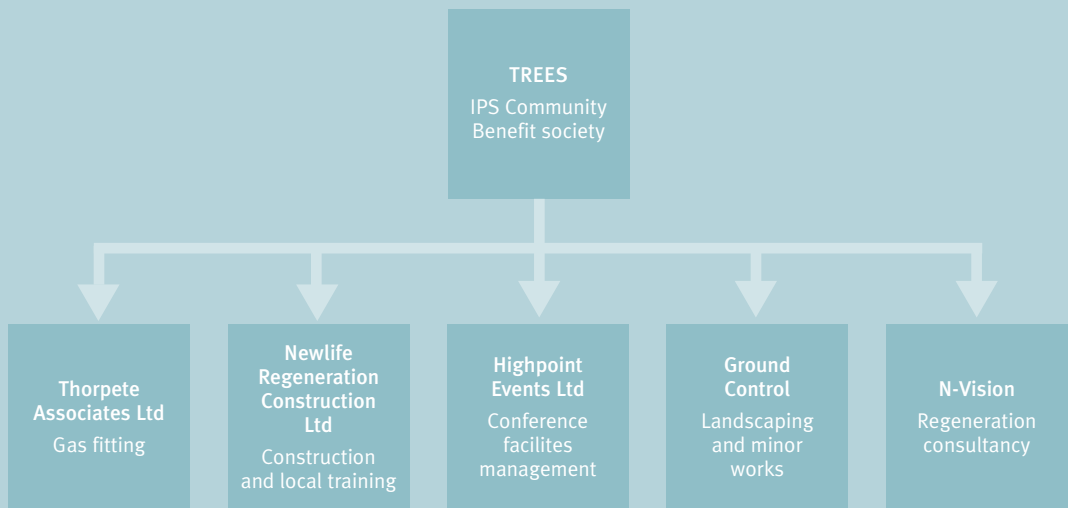 TREES
IPS Community
Benefit society
Thorpete
Associates Ltd
Gas fitting
Newlife
Regeneration
Construction
Ltd
Construction
and local training
Highpoint
Events Ltd
Conference
facilites
management
Ground
Control
Landscaping
and minor
works
N-Vision
Regeneration
consultancy